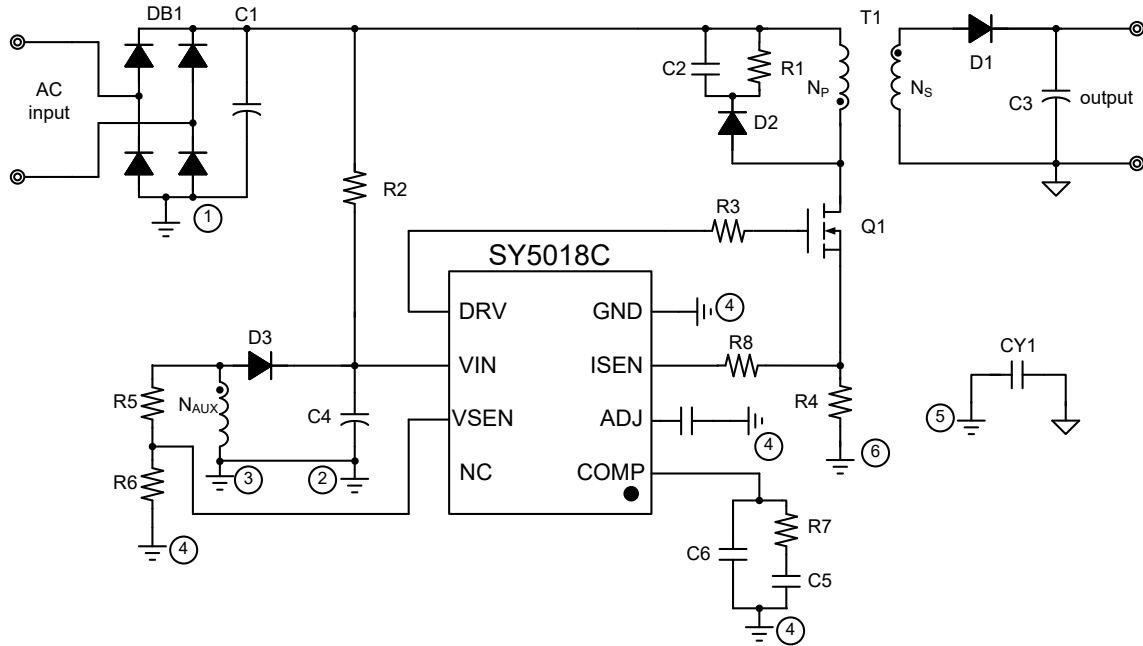 DB1
C1
T1
AC
input
C2
R1
NP
NS
D1
C3
output
D2
1
R2
R3
Q1
SY5018C
DRV
GND
4
D3
VIN
ISEN
R8
CY1
R5
NAUX
C4
VSEN
ADJ
4
R4
5
R6
3
2
NC
COMP
6
4
R7
C6
C5
4